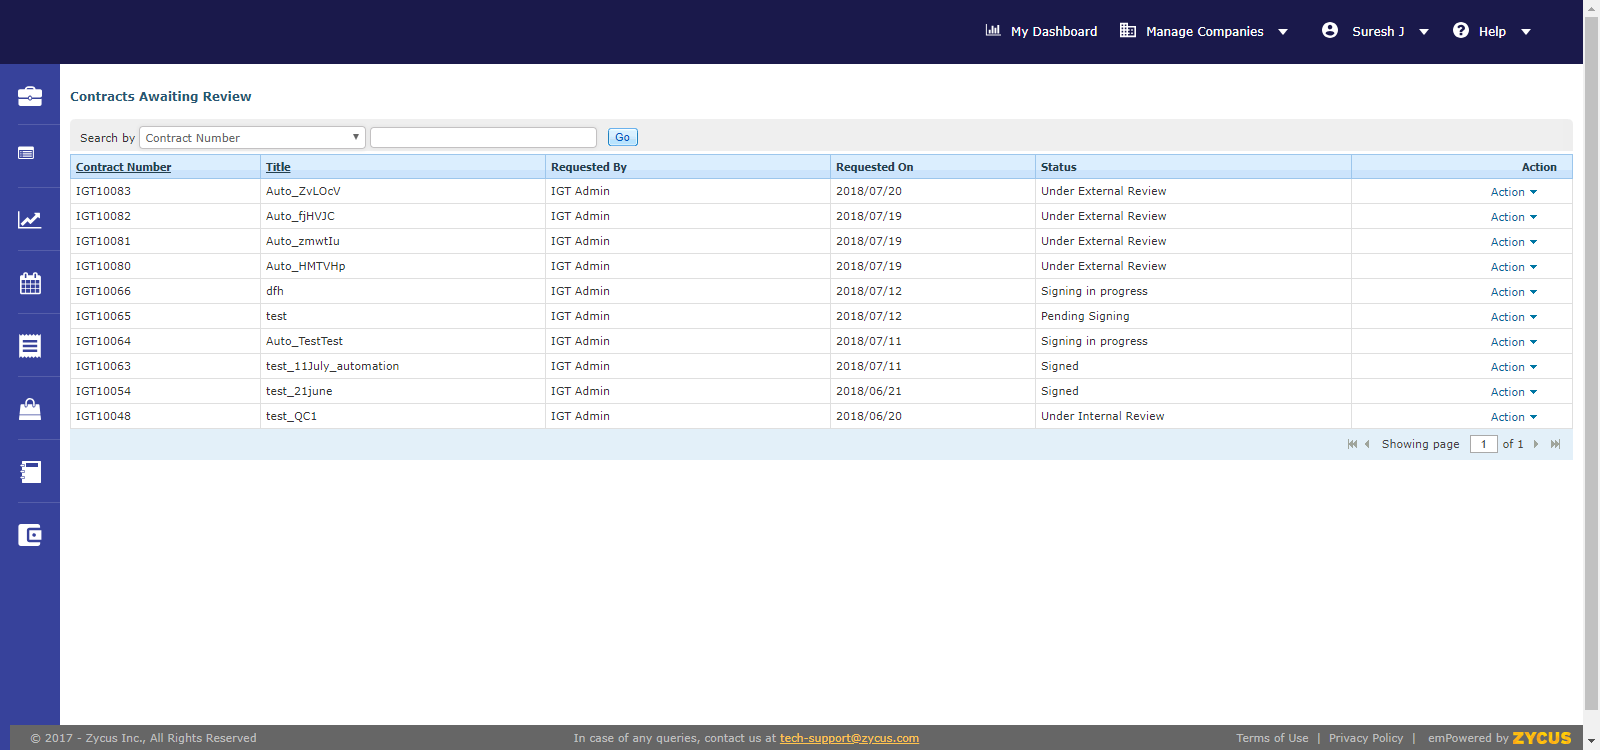 My Dashboard Manage Companies Suresh J Help
Contracts Awaiting Review
Search by Contract Number Go
Contract Number Title Requested By Requested On Status Action
IGT10083 Auto_ZvLOcV IGT Admin 2018/07/20 Under External Review Action
IGT10082 Auto_fjHVJC IGT Admin 2018/07/19 Under External Review Action
IGT10081 Auto_zmwtIu IGT Admin 2018/07/19 Under External Review Action
IGT10080 Auto_HMTVHp IGT Admin 2018/07/19 Under External Review Action
IGT10066 dfh IGT Admin 2018/07/12 Signing in progress Action
IGT10065 test IGT Admin 2018/07/12 Pending Signing Action
IGT10064 Auto_TestTest IGT Admin 2018/07/11 Signing in progress Action
IGT10063 test_11July_automation IGT Admin 2018/07/11 Signed Action
IGT10054 test_21june IGT Admin 2018/06/21 Signed Action
IGT10048 test_QC1 IGT Admin 2018/06/20 Under Internal Review Action
Showing page 1 of 1
© 2017 - Zycus Inc., All Rights Reserved In case of any queries, contact us at tech-support@zycus.com Terms of Use | Privacy Policy | emPowered by ZYCUS